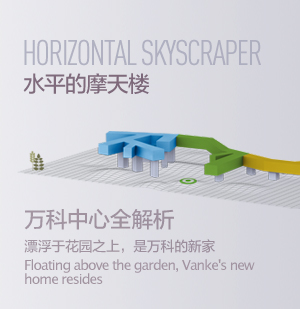 HORIZONTAL SKYSCRAPER
水平的摩天楼
万科中心全解析
漂浮于花园之上，是万科的新家
Floating above the garden, Vanke's new
home resides